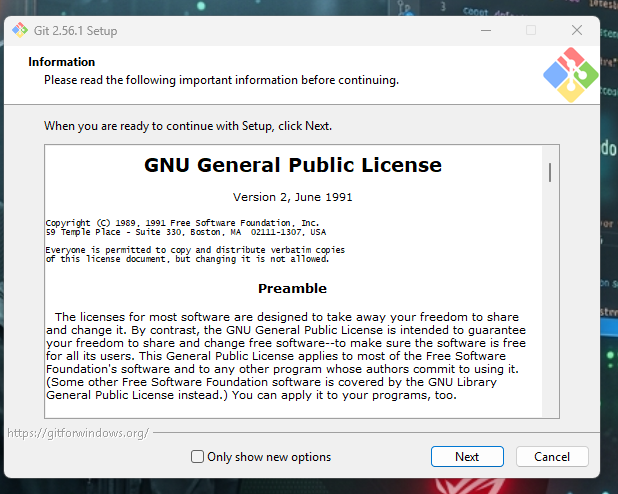 Git 2.56.1 Setup
Information
Please read the following important information before continuing.
When you are ready to continue with Setup, click Next.
GNU General Public License
Version 2, June 1991
Copyright (C) 1989, 1991 Free Software Foundation, Inc.
59 Temple Place - Suite 330, Boston, MA  02111-1307, USA
Everyone is permitted to copy and distribute verbatim copies
of this license document, but changing it is not allowed.
Preamble
The licenses for most software are designed to take away your freedom to share
and change it. By contrast, the GNU General Public License is intended to guarantee
your freedom to share and change free software--to make sure the software is free
for all its users. This General Public License applies to most of the Free Software
Foundation's software and to any other program whose authors commit to using it.
(Some other Free Software Foundation software is covered by the GNU Library
General Public License instead.) You can apply it to your programs, too.
https://gitforwindows.org/
Only show new options
Next
Cancel